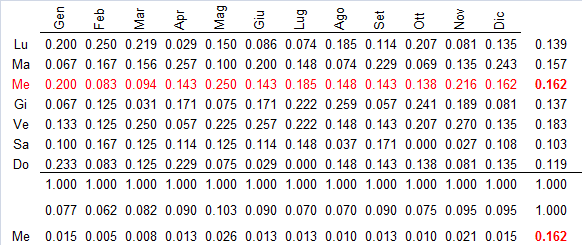 Gen Feb Mar Apr Mag Giu Lug Ago Set Ott Nov Dic
Lu 0.200 0.250 0.219 0.029 0.150 0.086 0.074 0.185 0.114 0.207 0.081 0.135 0.139
Ma 0.067 0.167 0.156 0.257 0.100 0.200 0.148 0.074 0.229 0.069 0.135 0.243 0.157
Me 0.200 0.083 0.094 0.143 0.250 0.143 0.185 0.148 0.143 0.138 0.216 0.162 0.162
Gi 0.067 0.125 0.031 0.171 0.075 0.171 0.222 0.259 0.057 0.241 0.189 0.081 0.137
Ve 0.133 0.125 0.250 0.057 0.225 0.257 0.222 0.148 0.143 0.207 0.270 0.135 0.183
Sa 0.100 0.167 0.125 0.114 0.125 0.114 0.148 0.037 0.171 0.000 0.027 0.108 0.103
Do 0.233 0.083 0.125 0.229 0.075 0.029 0.000 0.148 0.143 0.138 0.081 0.135 0.119
1.000 1.000 1.000 1.000 1.000 1.000 1.000 1.000 1.000 1.000 1.000 1.000 1.000
0.077 0.062 0.082 0.090 0.103 0.090 0.070 0.070 0.090 0.075 0.095 0.095 1.000
Me 0.015 0.005 0.008 0.013 0.026 0.013 0.013 0.010 0.013 0.010 0.021 0.015 0.162